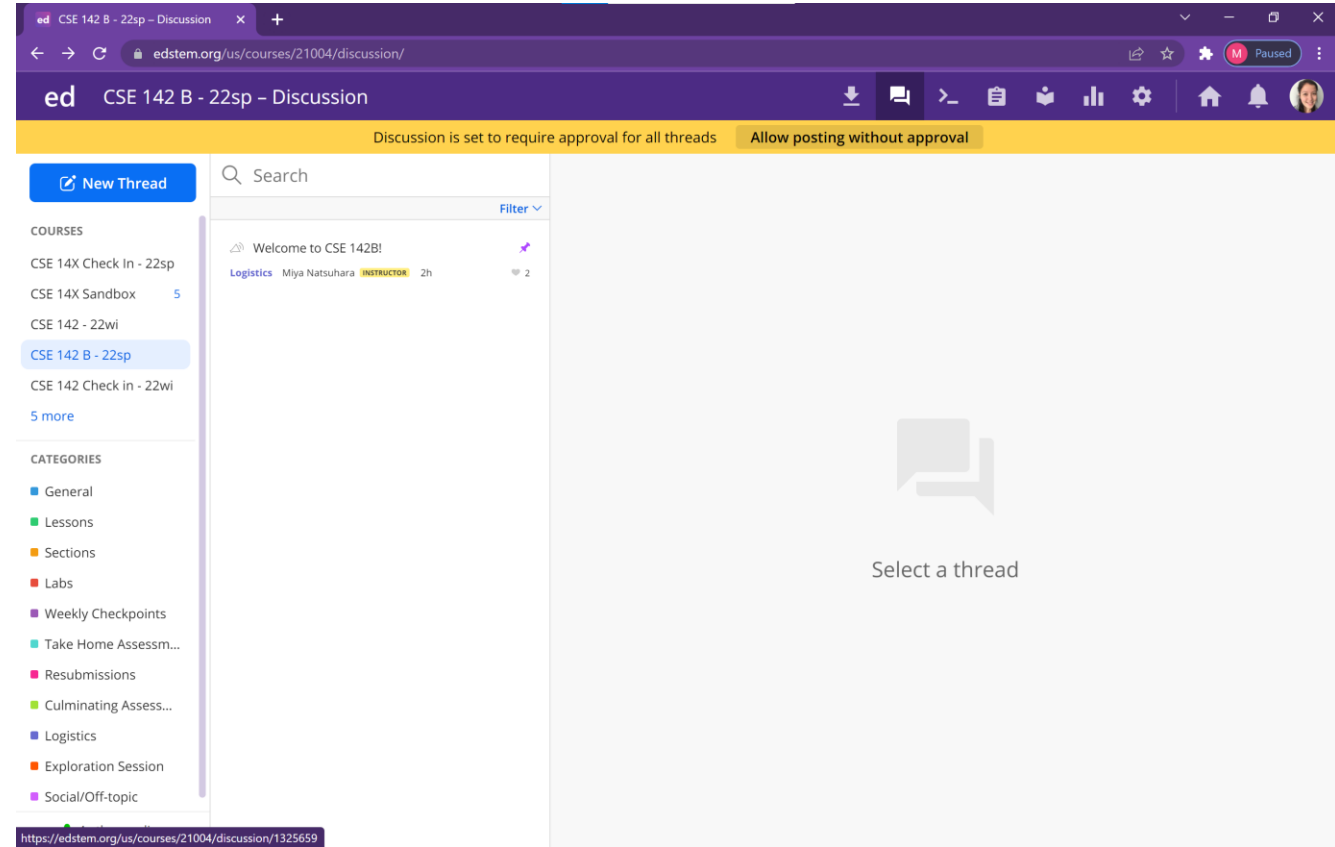 ed CSE 142 B - 22sp – Discussion
edstem.org/us/courses/21004/discussion/
M Paused
ed CSE 142 B - 22sp – Discussion
Discussion is set to require approval for all threads Allow posting without approval
New Thread
Search
Filter
COURSES
CSE 14X Check In - 22sp
CSE 14X Sandbox 5
CSE 142 - 22wi
CSE 142 B - 22sp
CSE 142 Check in - 22wi
5 more
CATEGORIES
General
Lessons
Sections
Labs
Weekly Checkpoints
Take Home Assessm...
Resubmissions
Culminating Assess...
Logistics
Exploration Session
Social/Off-topic
Welcome to CSE 142B!
Logistics Miya Natsuhara INSTRUCTOR 2h 2
Select a thread
https://edstem.org/us/courses/21004/discussion/1325659